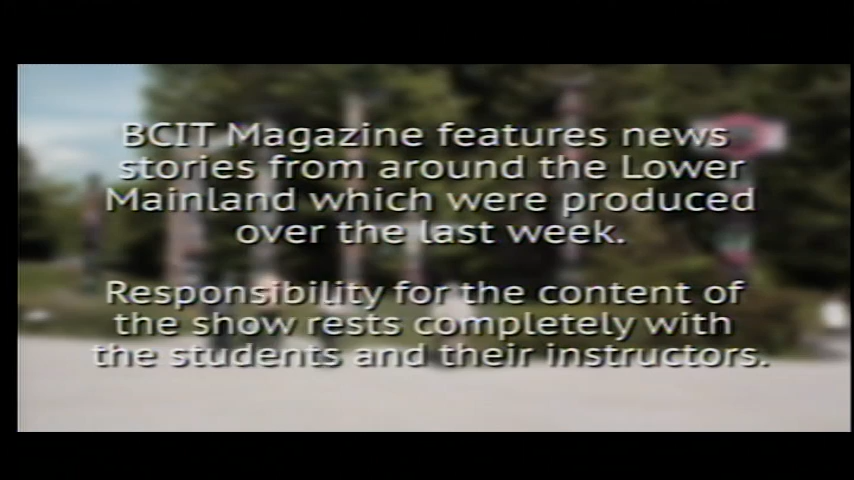 BCIT Magazine features news
stories from around the Lower
Mainland which were produced
over the last week.
Responsibility for the content of
the show rests completely with
the students and their instructors.